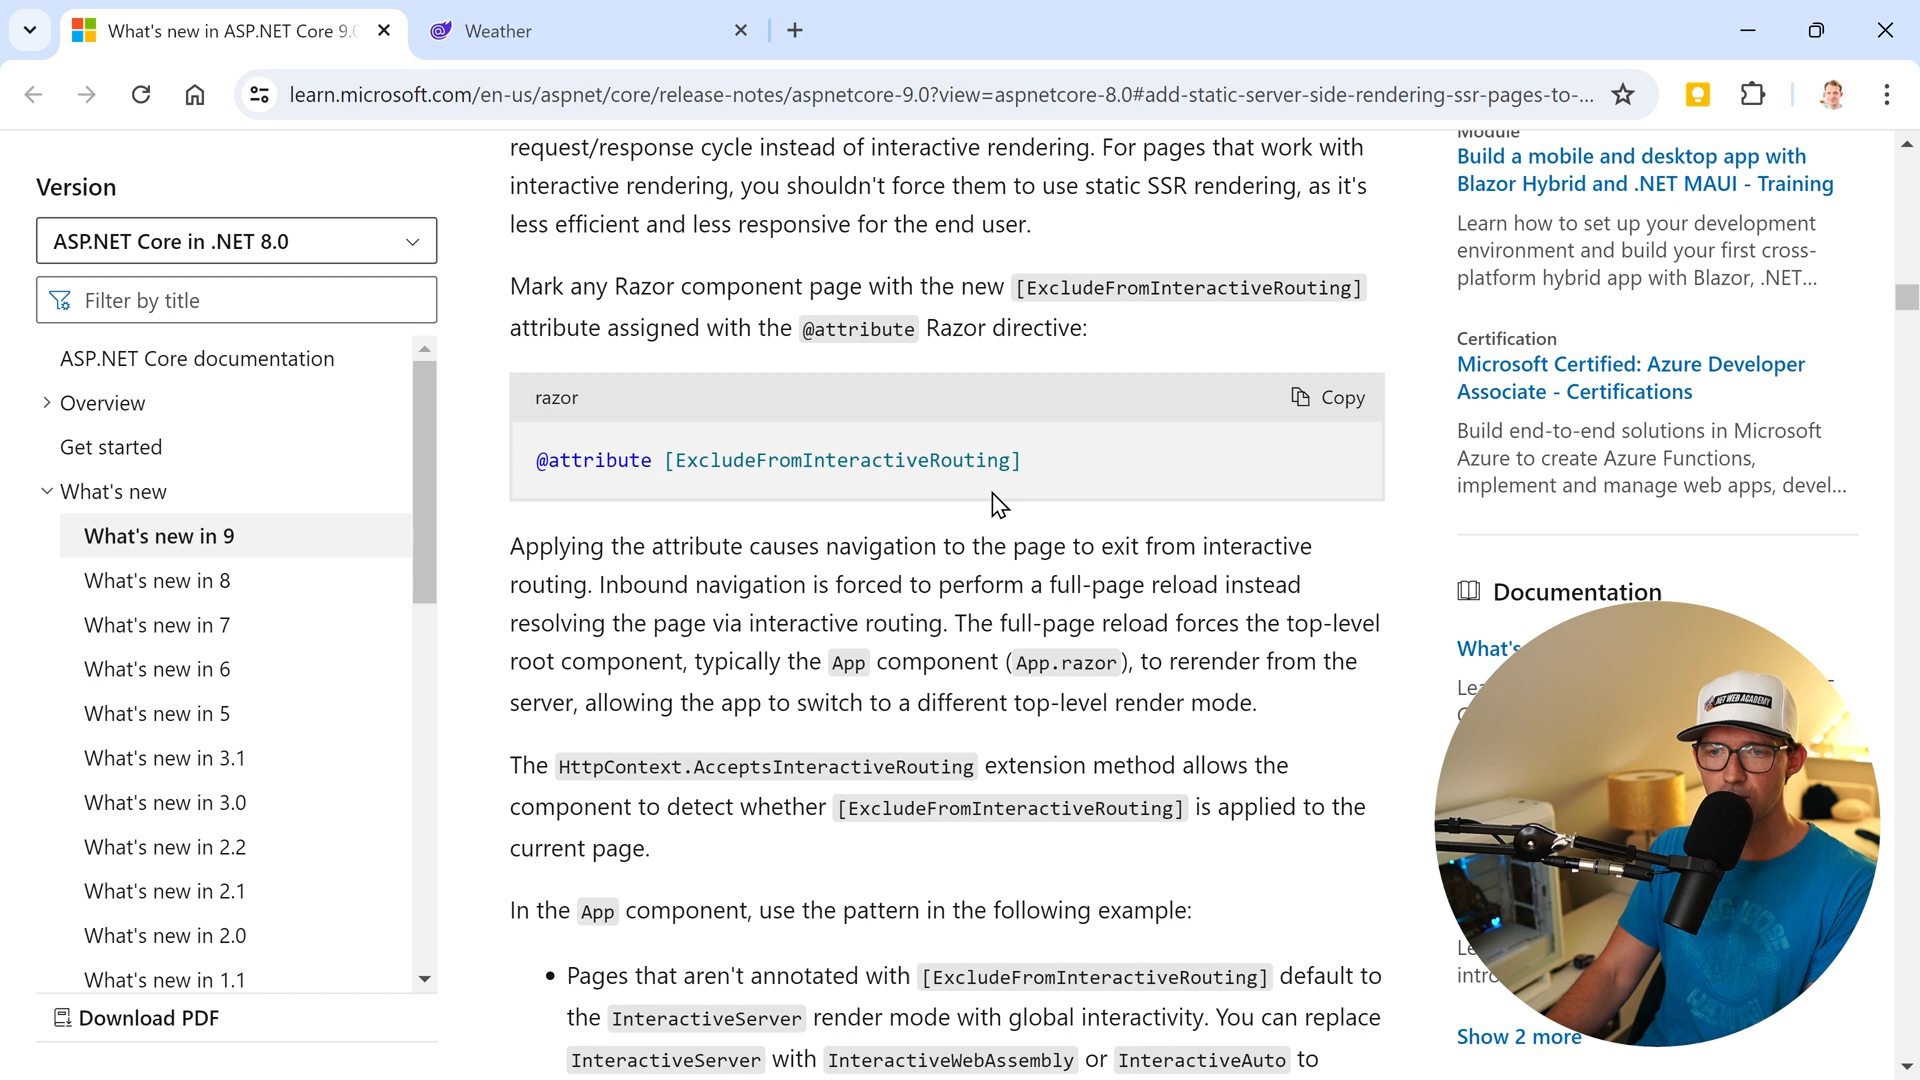 What's new in ASP.NET Core 9.0
Weather
learn.microsoft.com/en-us/aspnet/core/release-notes/aspnetcore-9.0?view=aspnetcore-8.0#add-static-server-side-rendering-ssr-pages-to-...
Version
ASP.NET Core in .NET 8.0
Filter by title
ASP.NET Core documentation
Overview
Get started
What's new
What's new in 9
What's new in 8
What's new in 7
What's new in 6
What's new in 5
What's new in 3.1
What's new in 3.0
What's new in 2.2
What's new in 2.1
What's new in 2.0
What's new in 1.1
Download PDF
request/response cycle instead of interactive rendering. For pages that work with
interactive rendering, you shouldn't force them to use static SSR rendering, as it's
less efficient and less responsive for the end user.
Mark any Razor component page with the new [ExcludeFromInteractiveRouting]
attribute assigned with the @attribute Razor directive:
razor
Copy
@attribute [ExcludeFromInteractiveRouting]
Applying the attribute causes navigation to the page to exit from interactive
routing. Inbound navigation is forced to perform a full-page reload instead
resolving the page via interactive routing. The full-page reload forces the top-level
root component, typically the App component (App.razor), to rerender from the
server, allowing the app to switch to a different top-level render mode.
The HttpContext.AcceptsInteractiveRouting extension method allows the
component to detect whether [ExcludeFromInteractiveRouting] is applied to the
current page.
In the App component, use the pattern in the following example:
• Pages that aren't annotated with [ExcludeFromInteractiveRouting] default to
the InteractiveServer render mode with global interactivity. You can replace
InteractiveServer with InteractiveWebAssembly or InteractiveAuto to
Module
Build a mobile and desktop app with
Blazor Hybrid and .NET MAUI - Training
Learn how to set up your development
environment and build your first cross-
platform hybrid app with Blazor, .NET...
Certification
Microsoft Certified: Azure Developer
Associate - Certifications
Build end-to-end solutions in Microsoft
Azure to create Azure Functions,
implement and manage web apps, devel...
Documentation
What's
Show 2 more
.NET WEB ACADEMY